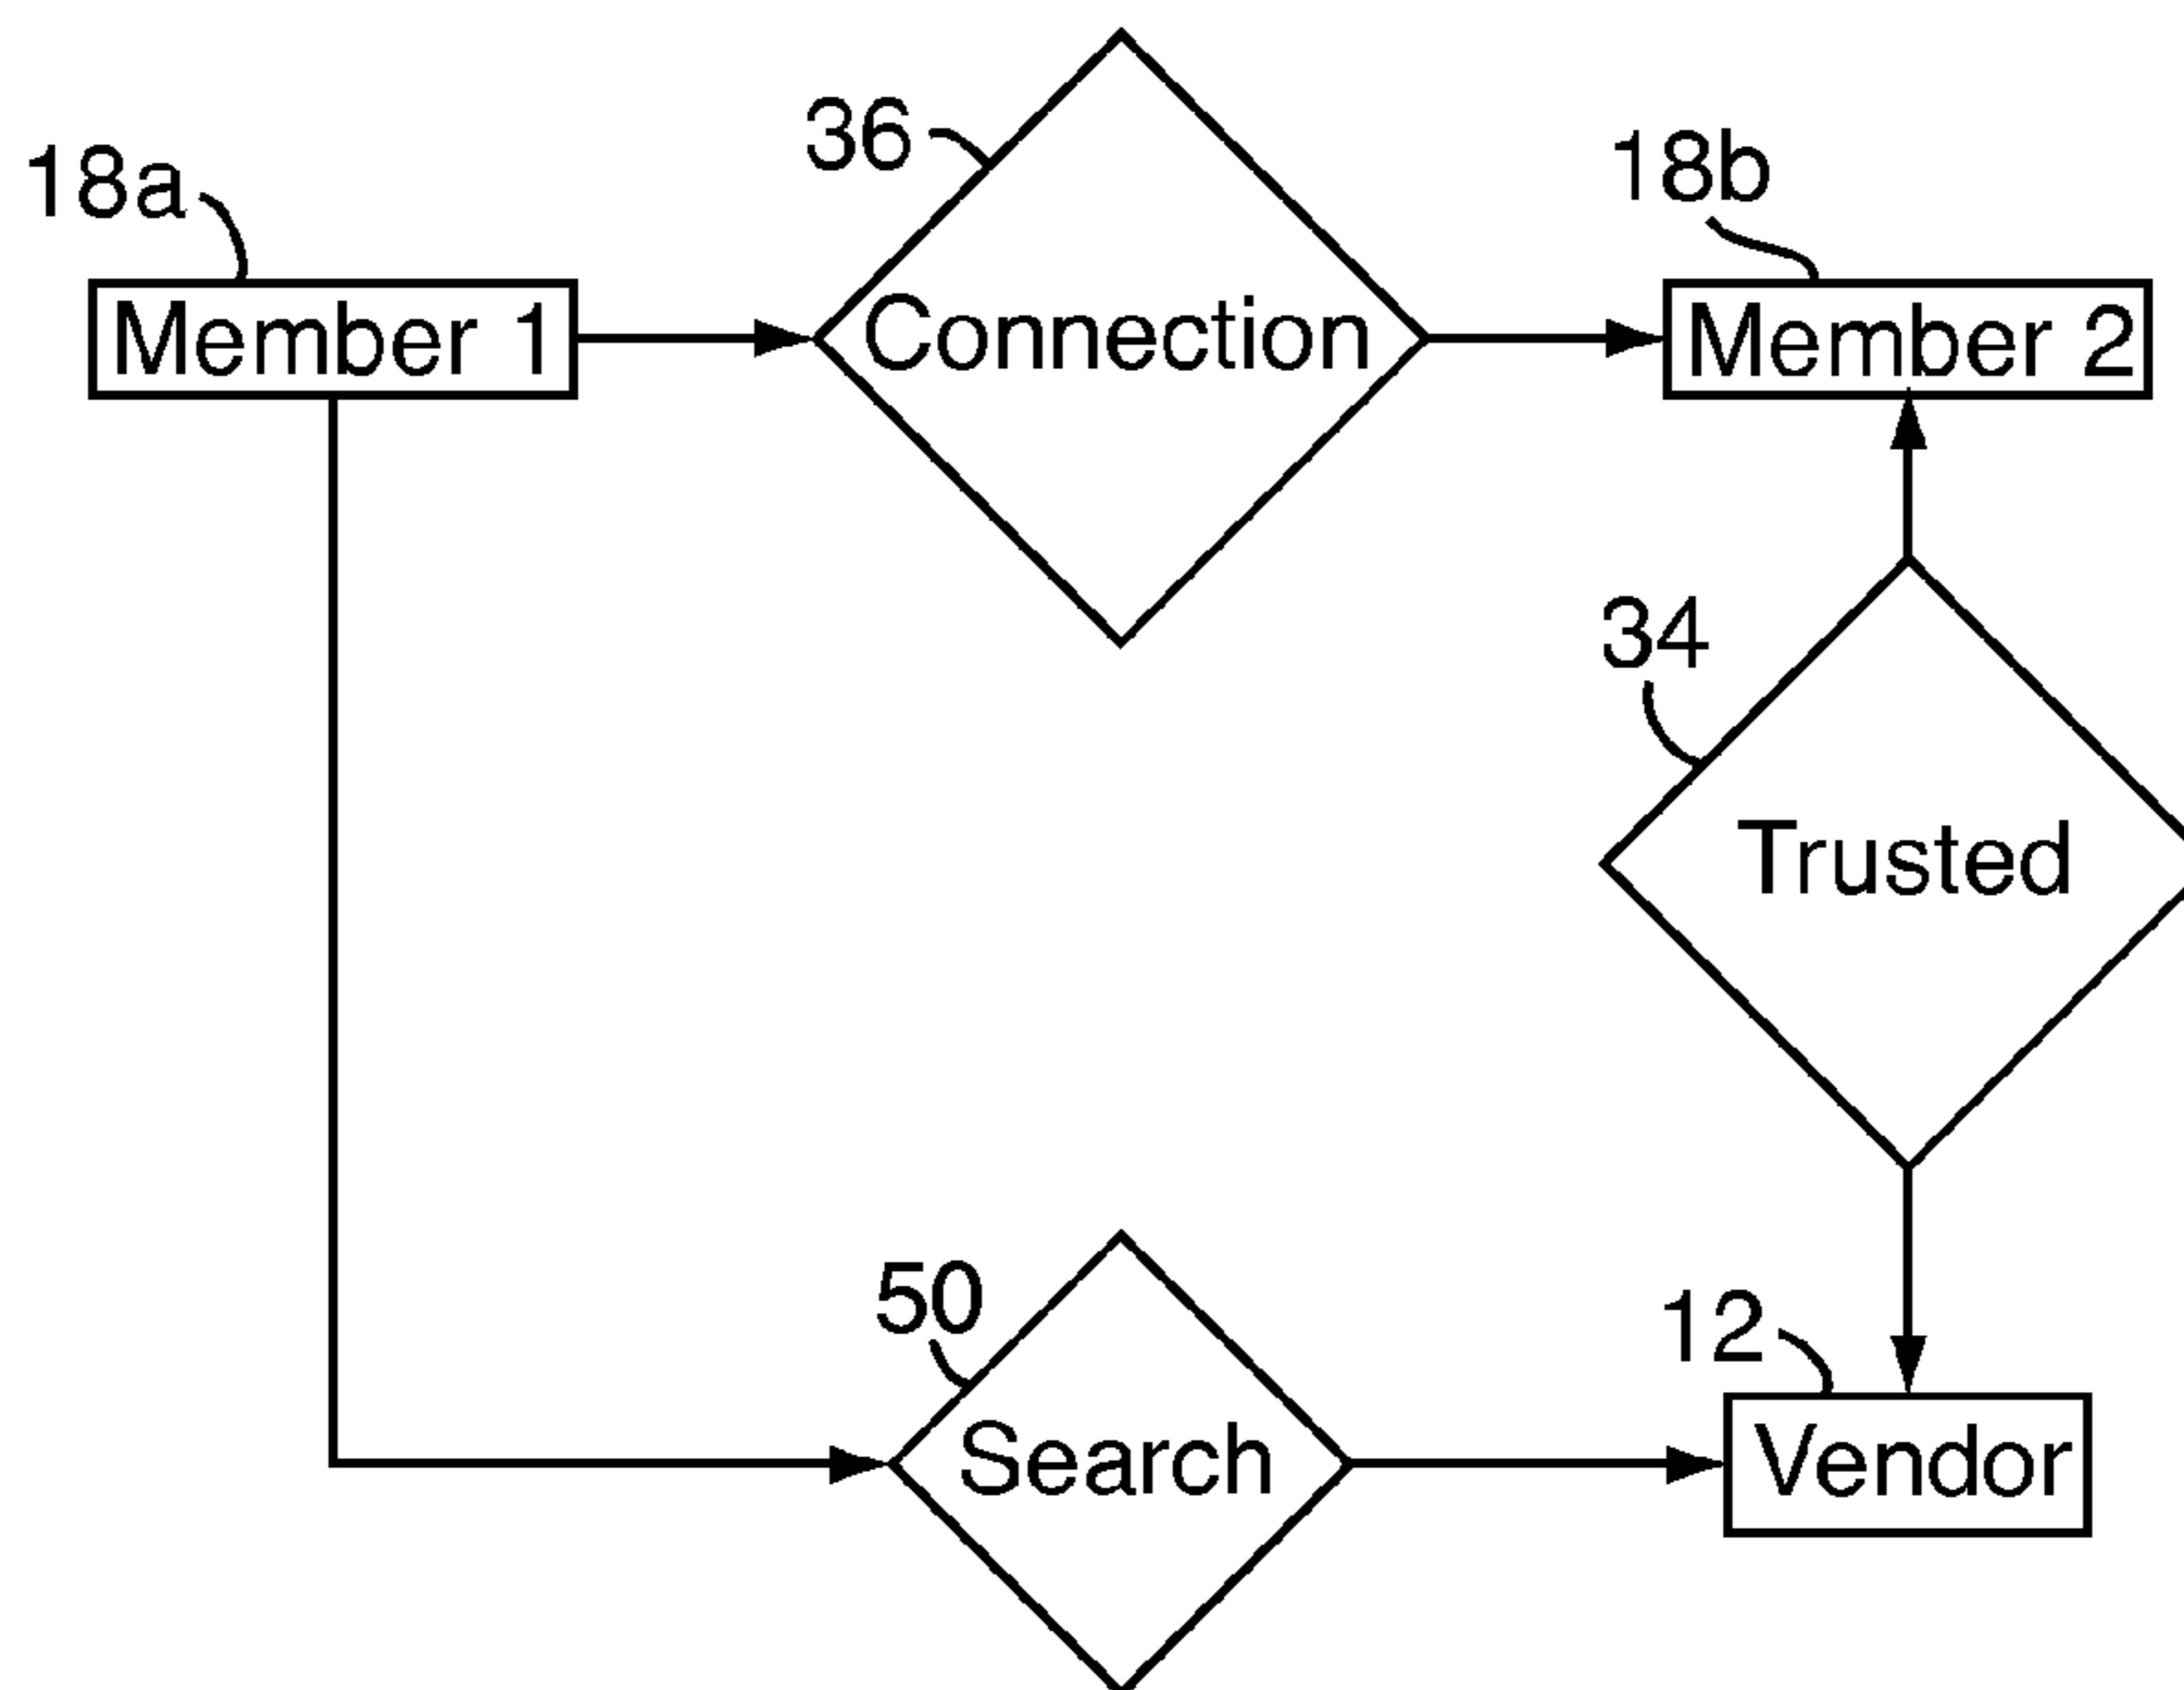 36
18a
18b
Member 1
Connection
Member 2
34
Trusted
50
12
Search
Vendor